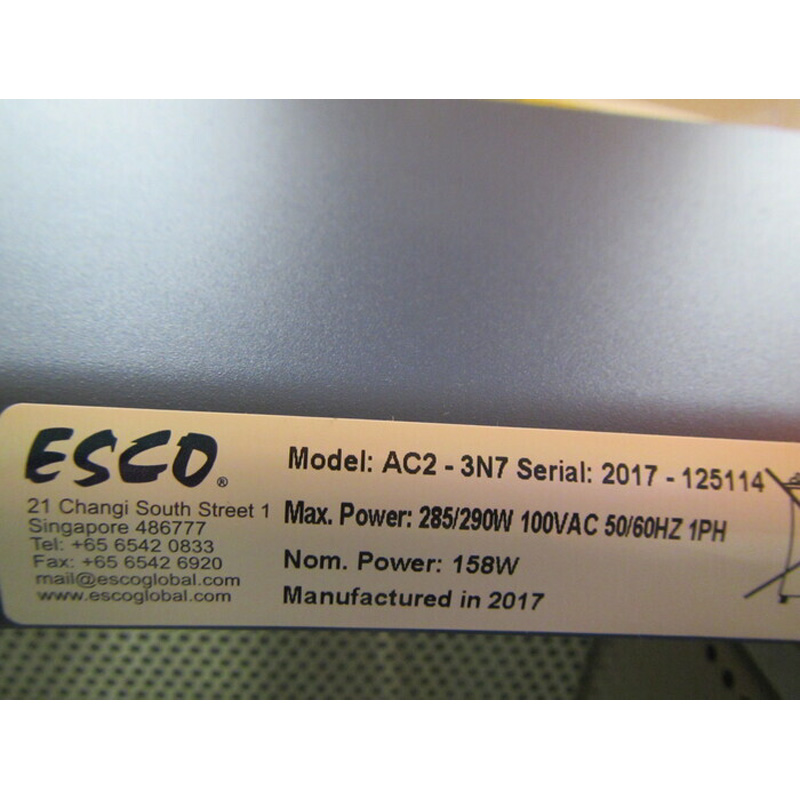 ESCO®
21 Changi South Street 1
Singapore 486777
Tel: +65 6542 0833
Fax: +65 6542 6920
mail@escoglobal.com
www.escoglobal.com
Model: AC2 - 3N7 Serial: 2017 - 125114
Max. Power: 285/290W 100VAC 50/60HZ 1PH
Nom. Power: 158W
Manufactured in 2017